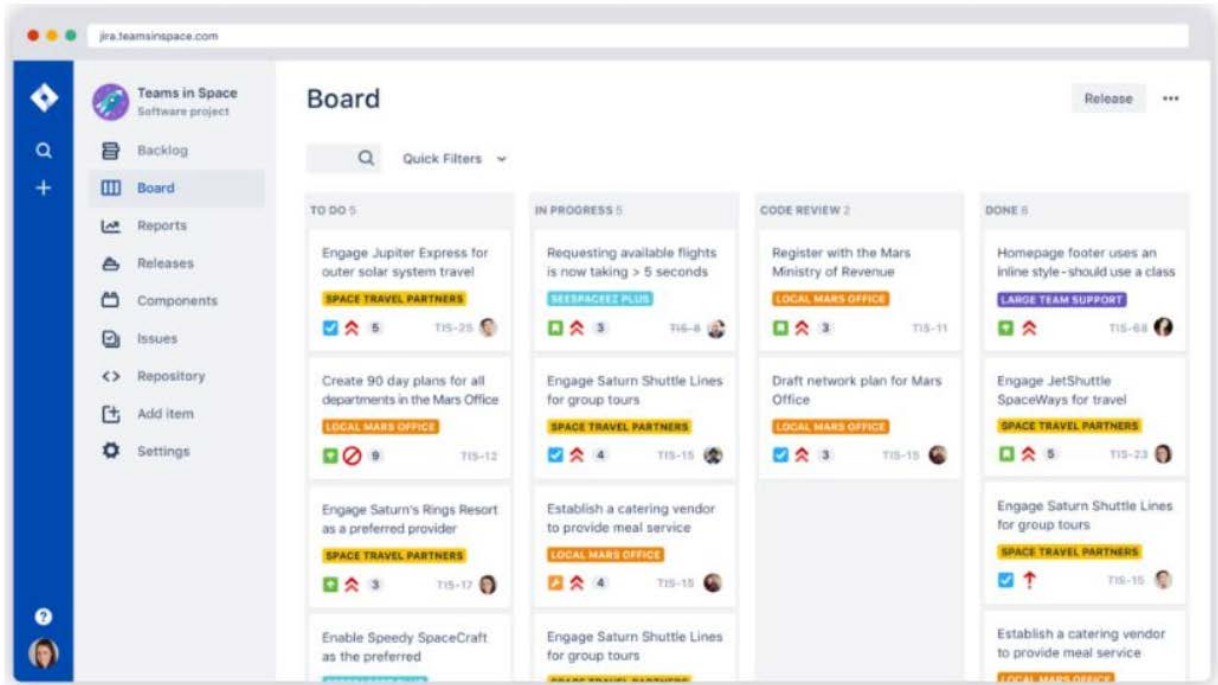 jira.teamsinspace.com
Teams in Space
Software project
Backlog
Board
Reports
Releases
Components
Issues
Repository
Add item
Settings
Board
Release
Quick Filters
TO DO 5
Engage Jupiter Express for
outer solar system travel
SPACE TRAVEL PARTNERS
5
TIS-25
Create 90 day plans for all
departments in the Mars Office
LOCAL MARS OFFICE
9
TIS-12
Engage Saturn's Rings Resort
as a preferred provider
SPACE TRAVEL PARTNERS
3
TIS-17
Enable Speedy SpaceCraft
as the preferred
IN PROGRESS 5
Requesting available flights
is now taking > 5 seconds
SEESPACEEZ PLUS
3
TIS-8
Engage Saturn Shuttle Lines
for group tours
SPACE TRAVEL PARTNERS
4
TIS-15
Establish a catering vendor
to provide meal service
LOCAL MARS OFFICE
4
TIS-15
Engage Saturn Shuttle Lines
for group tours
SPACE TRAVEL PARTNERS
CODE REVIEW 2
Register with the Mars
Ministry of Revenue
LOCAL MARS OFFICE
3
TIS-11
Draft network plan for Mars
Office
LOCAL MARS OFFICE
3
TIS-15
DONE 6
Homepage footer uses an
inline style - should use a class
LARGE TEAM SUPPORT
TIS-68
Engage JetShuttle
SpaceWays for travel
SPACE TRAVEL PARTNERS
5
TIS-23
Engage Saturn Shuttle Lines
for group tours
SPACE TRAVEL PARTNERS
TIS-15
Establish a catering vendor
to provide meal service
LOCAL MARS OFFICE
?